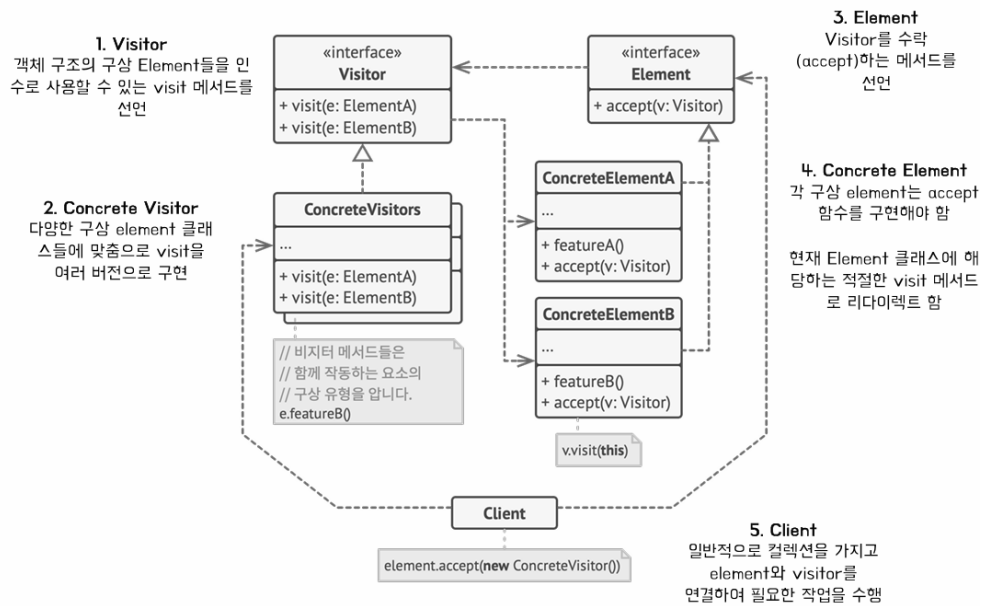 1. Visitor
객체 구조의 구상 Element들을 인
수로 사용할 수 있는 visit 메서드를
선언
«interface»
Visitor
+ visit(e: ElementA)
+ visit(e: ElementB)
«interface»
Element
+ accept(v: Visitor)
3. Element
Visitor를 수락
(accept)하는 메서드를
선언
2. Concrete Visitor
다양한 구상 element 클래
스들에 맞춤으로 visit을
여러 버전으로 구현
ConcreteVisitors
...
+ visit(e: ElementA)
+ visit(e: ElementB)
// 비지터 메서드들은
// 함께 작동하는 요소의
// 구상 유형을 압니다.
e.featureB()
ConcreteElementA
...
+ featureA()
+ accept(v: Visitor)
ConcreteElementB
...
+ featureB()
+ accept(v: Visitor)
v.visit(this)
4. Concrete Element
각 구상 element는 accept
함수를 구현해야 함
현재 Element 클래스에 해
당하는 적절한 visit 메서드
로 리다이렉트 함
Client
element.accept(new ConcreteVisitor())
5. Client
일반적으로 컬렉션을 가지고
element와 visitor를
연결하여 필요한 작업을 수행